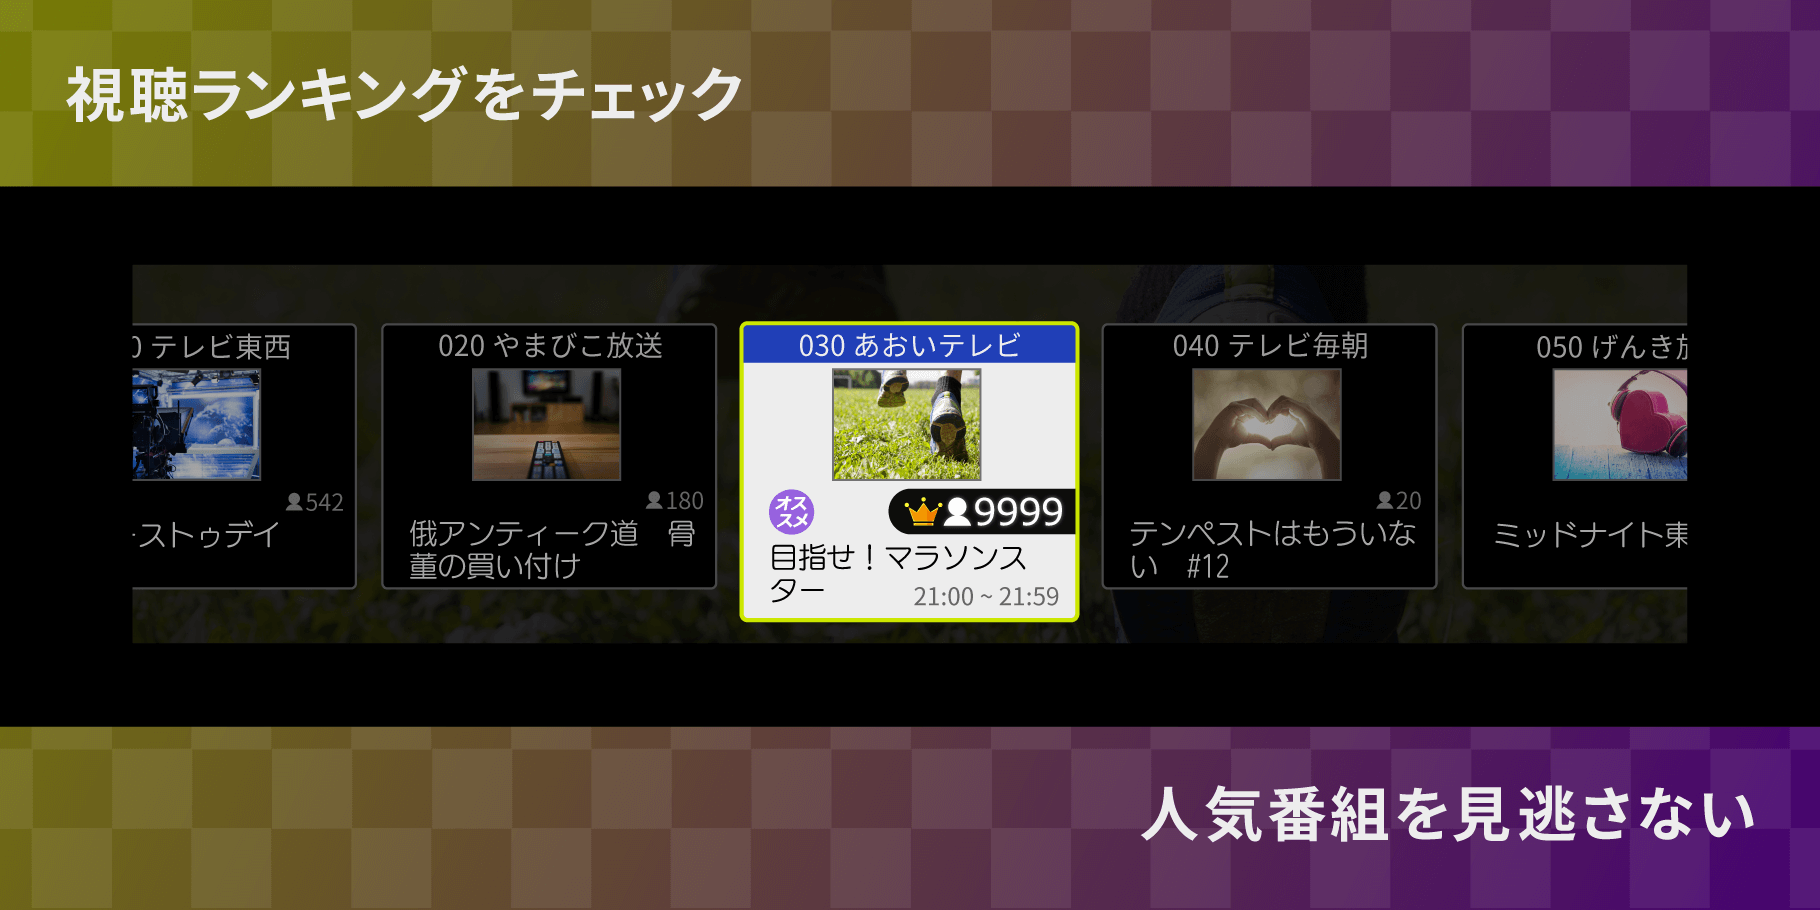 視聴ランキングをチェック
0 テレビ東西
542
ストゥデイ
020 やまびこ放送
180
俄アンティーク道　骨
董の買い付け
030 あおいテレビ
オス
スメ
9999
目指せ！マラソンス
ター
21:00 ~ 21:59
040 テレビ毎朝
20
テンペストはもういな
い　#12
050 げんき放
ミッドナイト東
人気番組を見逃さない